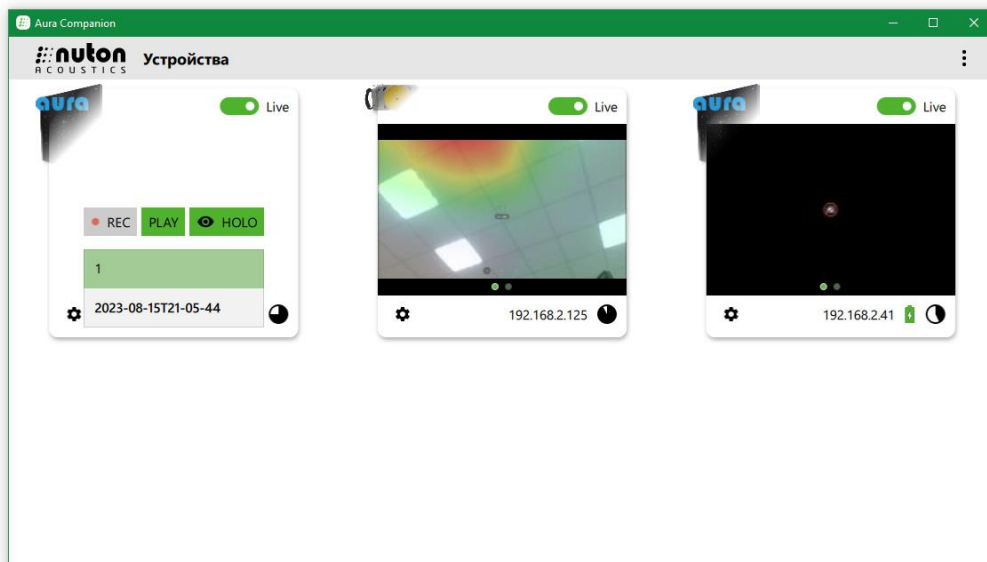 Aura Companion
nuton
ACOUSTICS
Устройства
aura
Live
REC PLAY HOLO
1
2023-08-15T21-05-44
Live
192.168.2.125
aura
Live
192.168.2.41